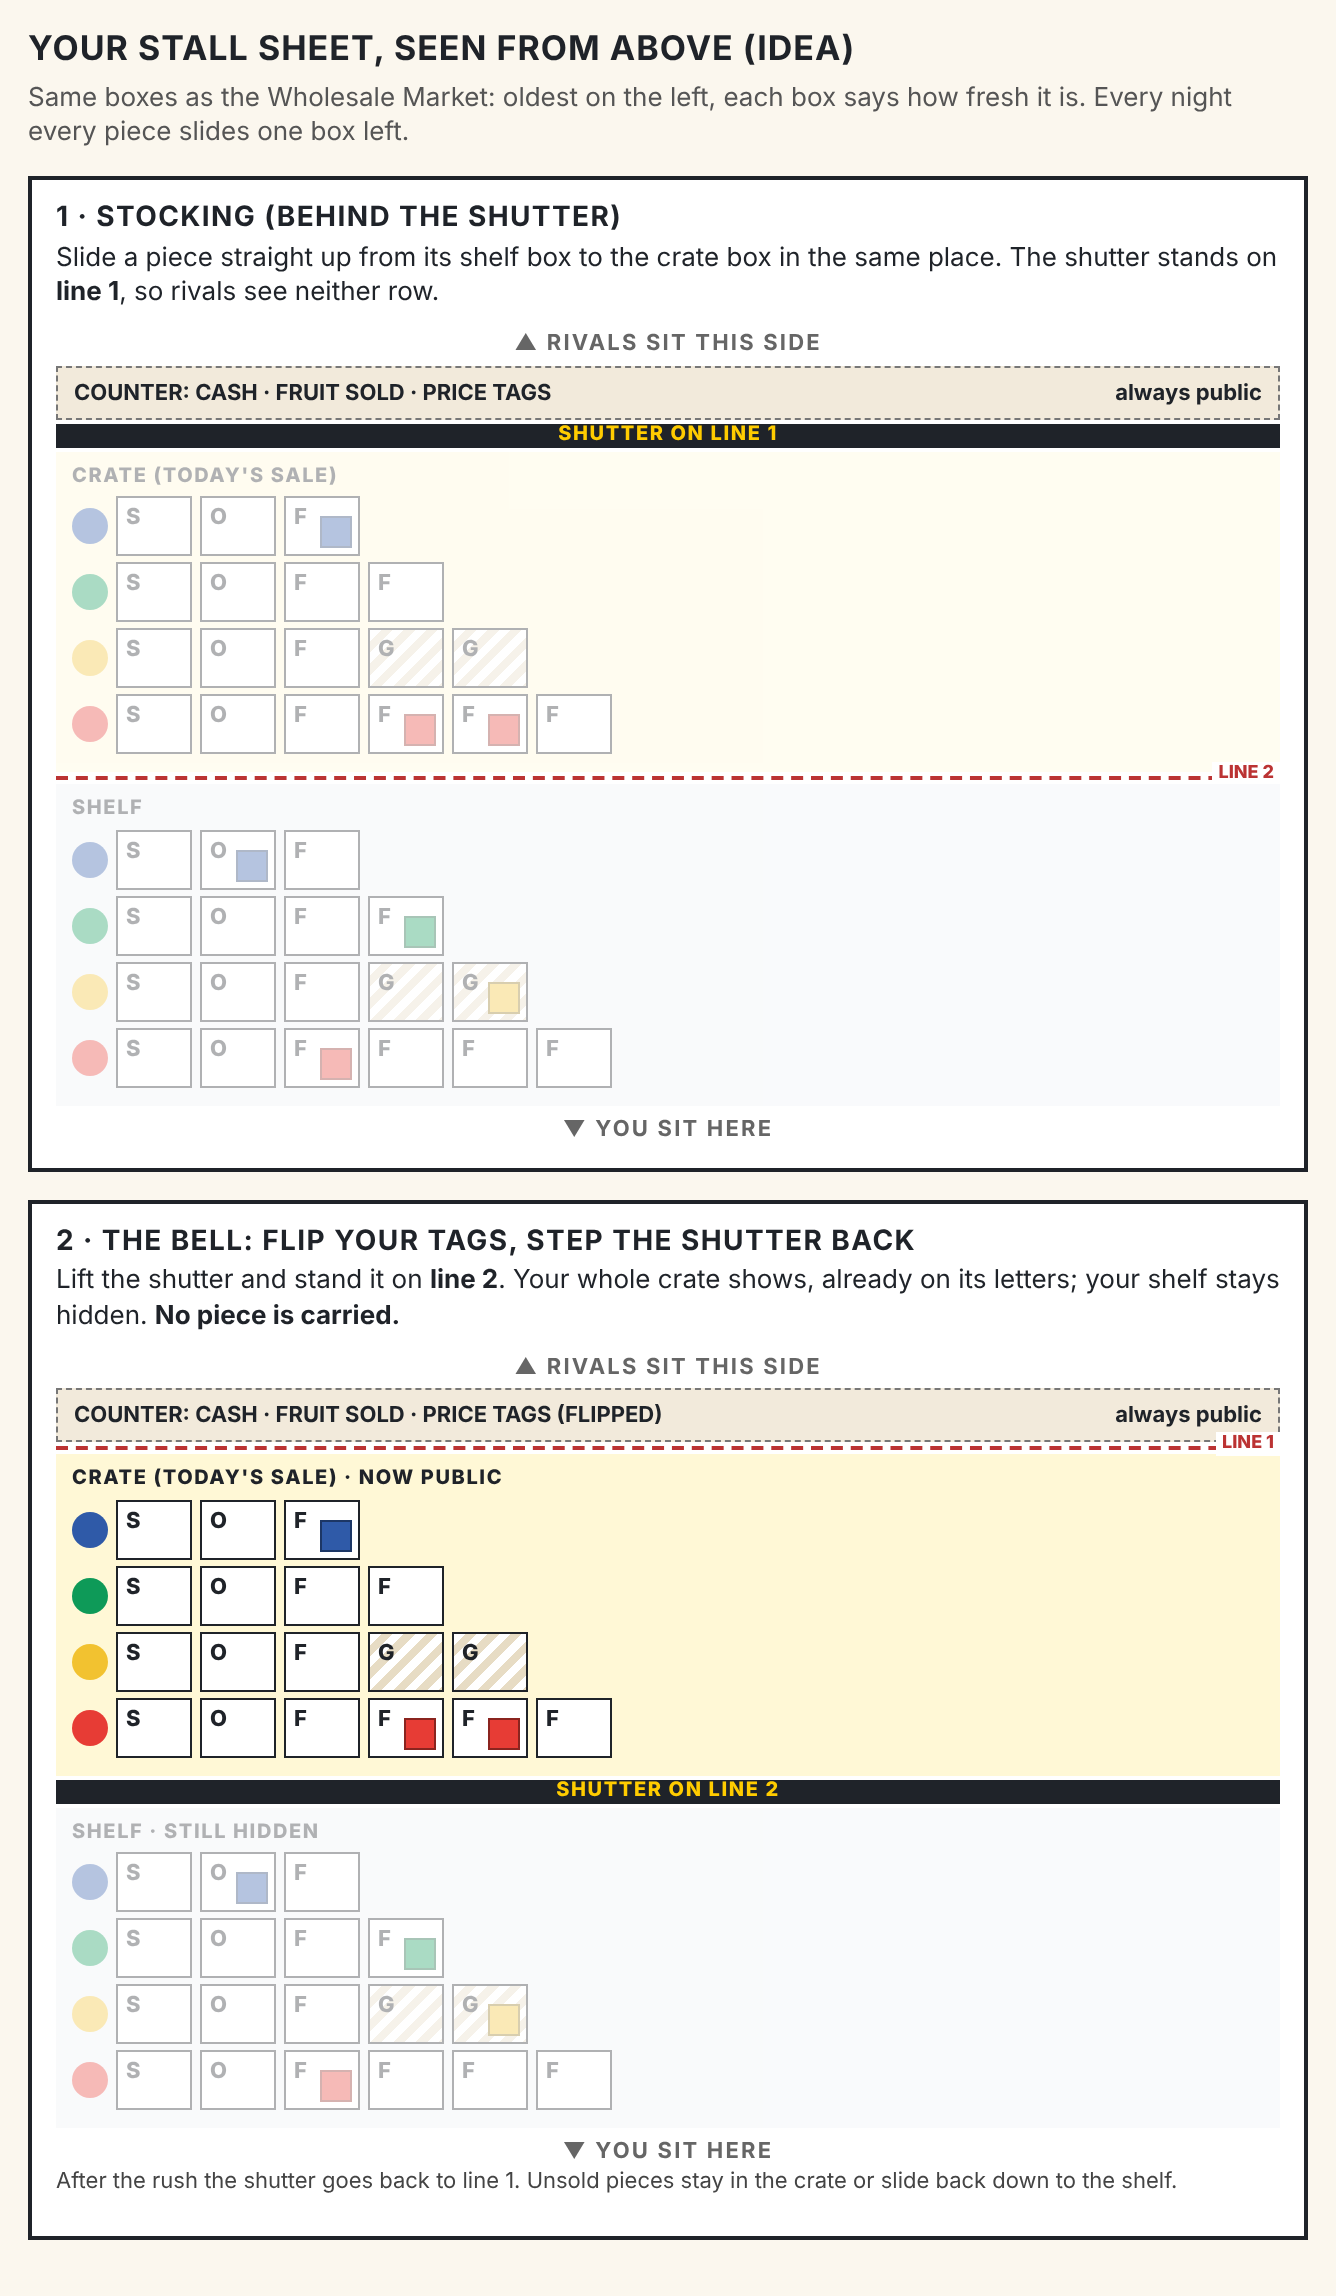 YOUR STALL SHEET, SEEN FROM ABOVE (IDEA)
Same boxes as the Wholesale Market: oldest on the left, each box says how fresh it is. Every night
every piece slides one box left.
1 · STOCKING (BEHIND THE SHUTTER)
Slide a piece straight up from its shelf box to the crate box in the same place. The shutter stands on
line 1, so rivals see neither row.
▲ RIVALS SIT THIS SIDE
COUNTER: CASH · FRUIT SOLD · PRICE TAGS always public
SHUTTER ON LINE 1
CRATE (TODAY'S SALE)
S O F
S O F F
S O F G G
S O F F F F
LINE 2
SHELF
S O F
S O F F
S O F G G
S O F F F F
▼ YOU SIT HERE
2 · THE BELL: FLIP YOUR TAGS, STEP THE SHUTTER BACK
Lift the shutter and stand it on line 2. Your whole crate shows, already on its letters; your shelf stays
hidden. No piece is carried.
▲ RIVALS SIT THIS SIDE
COUNTER: CASH · FRUIT SOLD · PRICE TAGS (FLIPPED) always public
LINE 1
CRATE (TODAY'S SALE) · NOW PUBLIC
S O F
S O F F
S O F G G
S O F F F F
SHUTTER ON LINE 2
SHELF · STILL HIDDEN
S O F
S O F F
S O F G G
S O F F F F
▼ YOU SIT HERE
After the rush the shutter goes back to line 1. Unsold pieces stay in the crate or slide back down to the shelf.